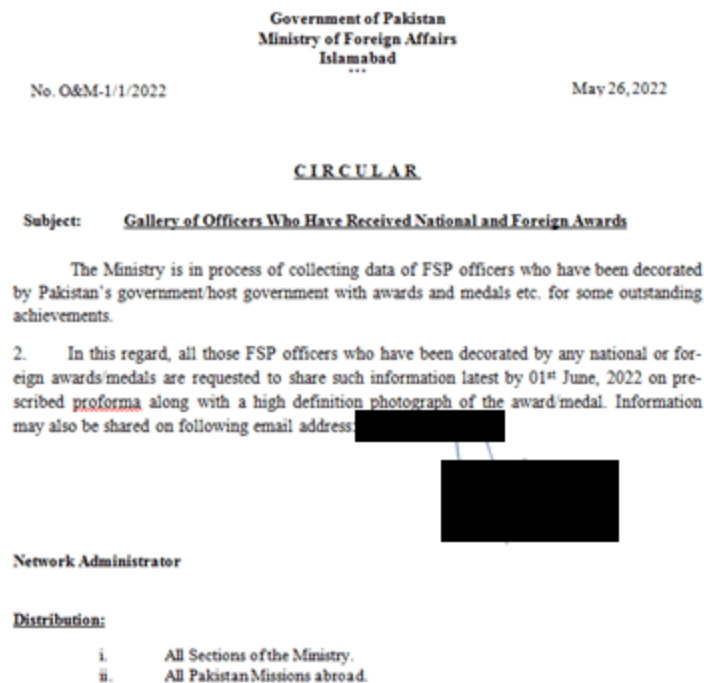 Government of Pakistan
Ministry of Foreign Affairs
Islamabad
***
No. O&M-1/1/2022
May 26, 2022
CIRCULAR
Subject: Gallery of Officers Who Have Received National and Foreign Awards
The Ministry is in process of collecting data of FSP officers who have been decorated
by Pakistan's government/host government with awards and medals etc. for some outstanding
achievements.
2. In this regard, all those FSP officers who have been decorated by any national or for-
eign awards/medals are requested to share such information latest by 01st June, 2022 on pre-
scribed proforma along with a high definition photograph of the award/medal. Information
may also be shared on following email address:
Network Administrator
Distribution:
i. All Sections of the Ministry.
ii. All Pakistan Missions abroad.